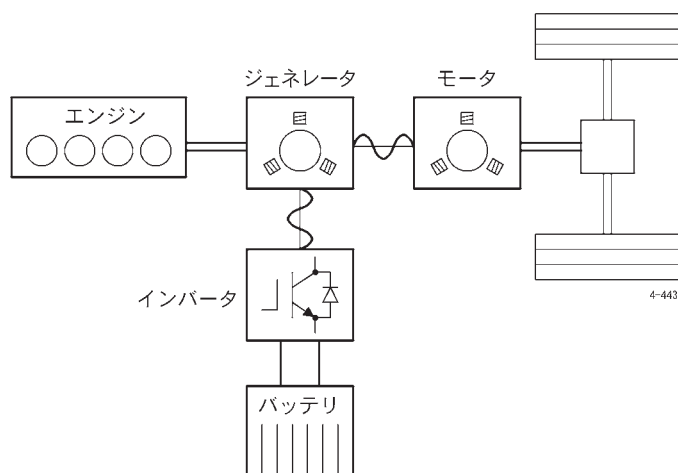 ジェネレータ
モータ
エンジン
インバータ
4-443
バッテリ